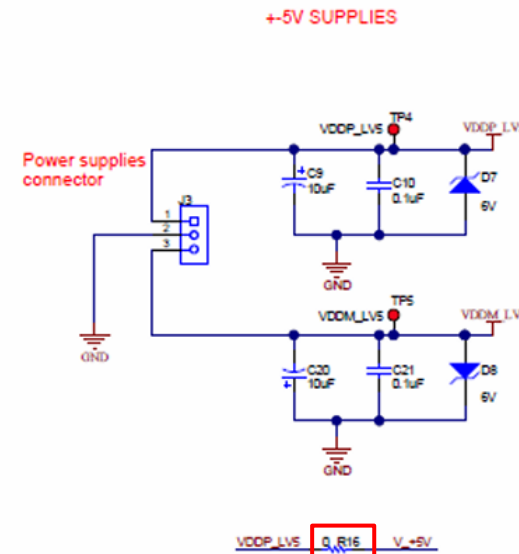 +-5V SUPPLIES
TP4
VDDP_LV5
VDDP_LV
Power supplies
connector
J3
1
2
3
+
C9
10uF
C10
0.1uF
D7
6V
GND
GND
TP5
VDDM_LV5
VDDM_LV
C20
10uF
+
C21
0.1uF
D8
6V
GND
VDDP_LV5
0
R16
V_+5V